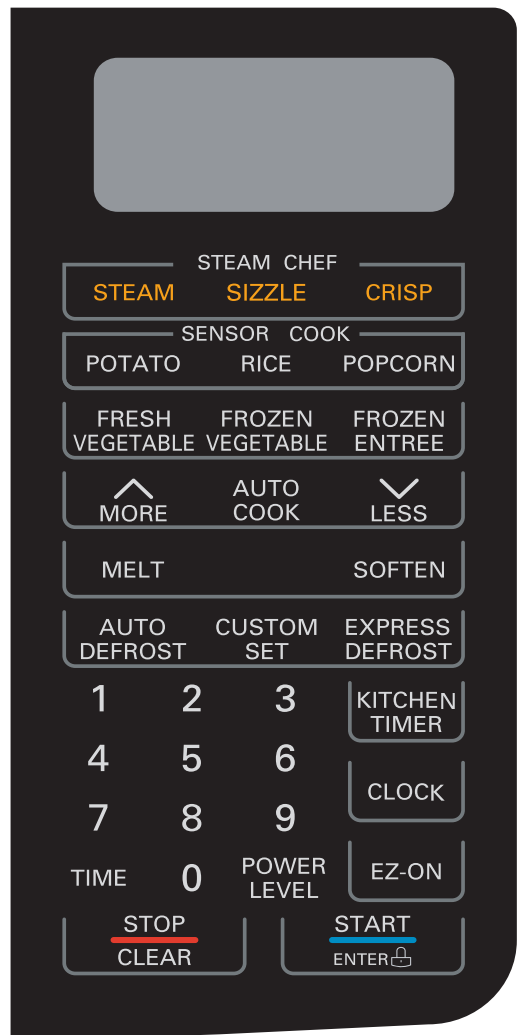 STEAM CHEF
STEAM SIZZLE CRISP
SENSOR COOK
POTATO RICE POPCORN
FRESH FROZEN FROZEN
VEGETABLE VEGETABLE ENTREE
MORE AUTO COOK LESS
MELT SOFTEN
AUTO CUSTOM EXPRESS
DEFROST SET DEFROST
1 2 3 KITCHEN TIMER
4 5 6
CLOCK
7 8 9
TIME 0 POWER LEVEL EZ-ON
STOP START
CLEAR ENTER